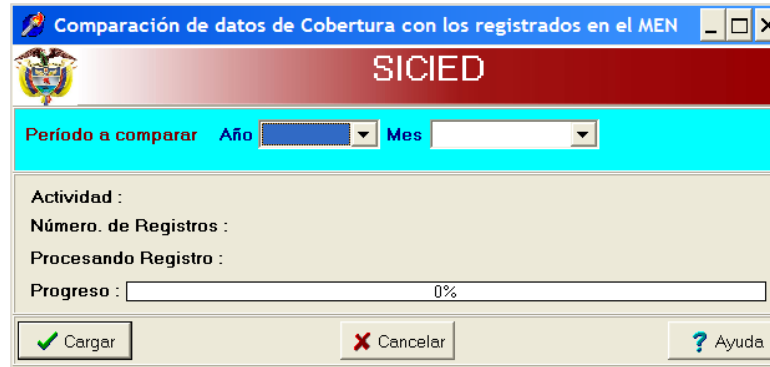 Comparación de datos de Cobertura con los registrados en el MEN
SICIED
Período a comparar Año Mes
Actividad :
Número. de Registros :
Procesando Registro :
Progreso : 0%
Cargar Cancelar ? Ayuda